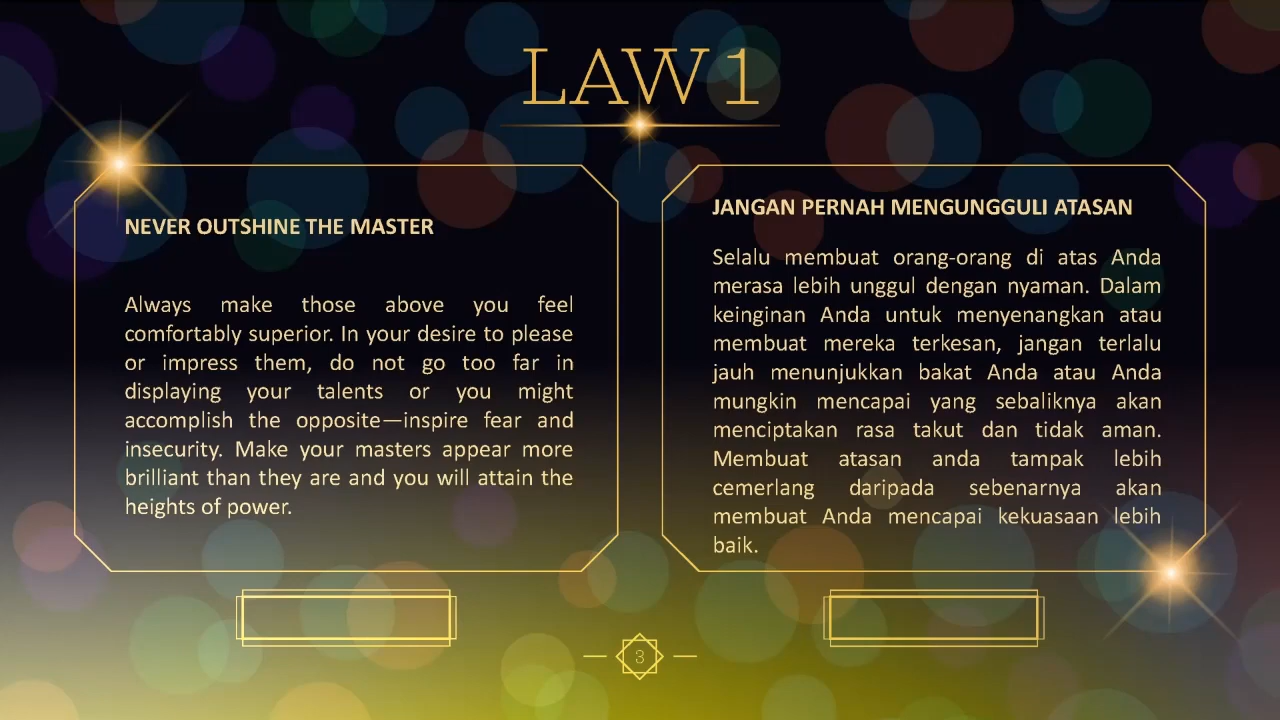 LAW 1
NEVER OUTSHINE THE MASTER
Always make those above you feel
comfortably superior. In your desire to please
or impress them, do not go too far in
displaying your talents or you might
accomplish the opposite—inspire fear and
insecurity. Make your masters appear more
brilliant than they are and you will attain the
heights of power.
JANGAN PERNAH MENGUNGGULI ATASAN
Selalu membuat orang-orang di atas Anda
merasa lebih unggul dengan nyaman. Dalam
keinginan Anda untuk menyenangkan atau
membuat mereka terkesan, jangan terlalu
jauh menunjukkan bakat Anda atau Anda
mungkin mencapai yang sebaliknya akan
menciptakan rasa takut dan tidak aman.
Membuat atasan anda tampak lebih
cemerlang daripada sebenarnya akan
membuat Anda mencapai kekuasaan lebih
baik.
3